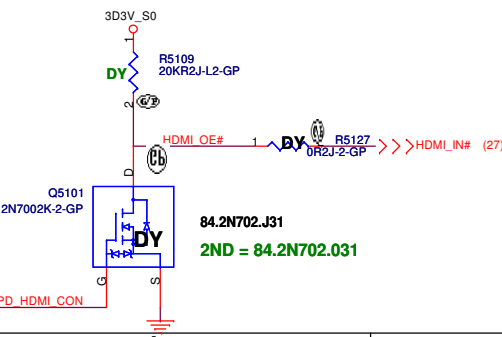 3D3V_S0
1
R5109
20KR2J-L2-GP
DY
2
HDMI_OE#
1
DY
R5127
0R2J-2-GP
HDMI_IN#
(27)
D
Q5101
2N7002K-2-GP
DY
84.2N702.J31
2ND = 84.2N702.031
G
S
PD_HDMI_CON